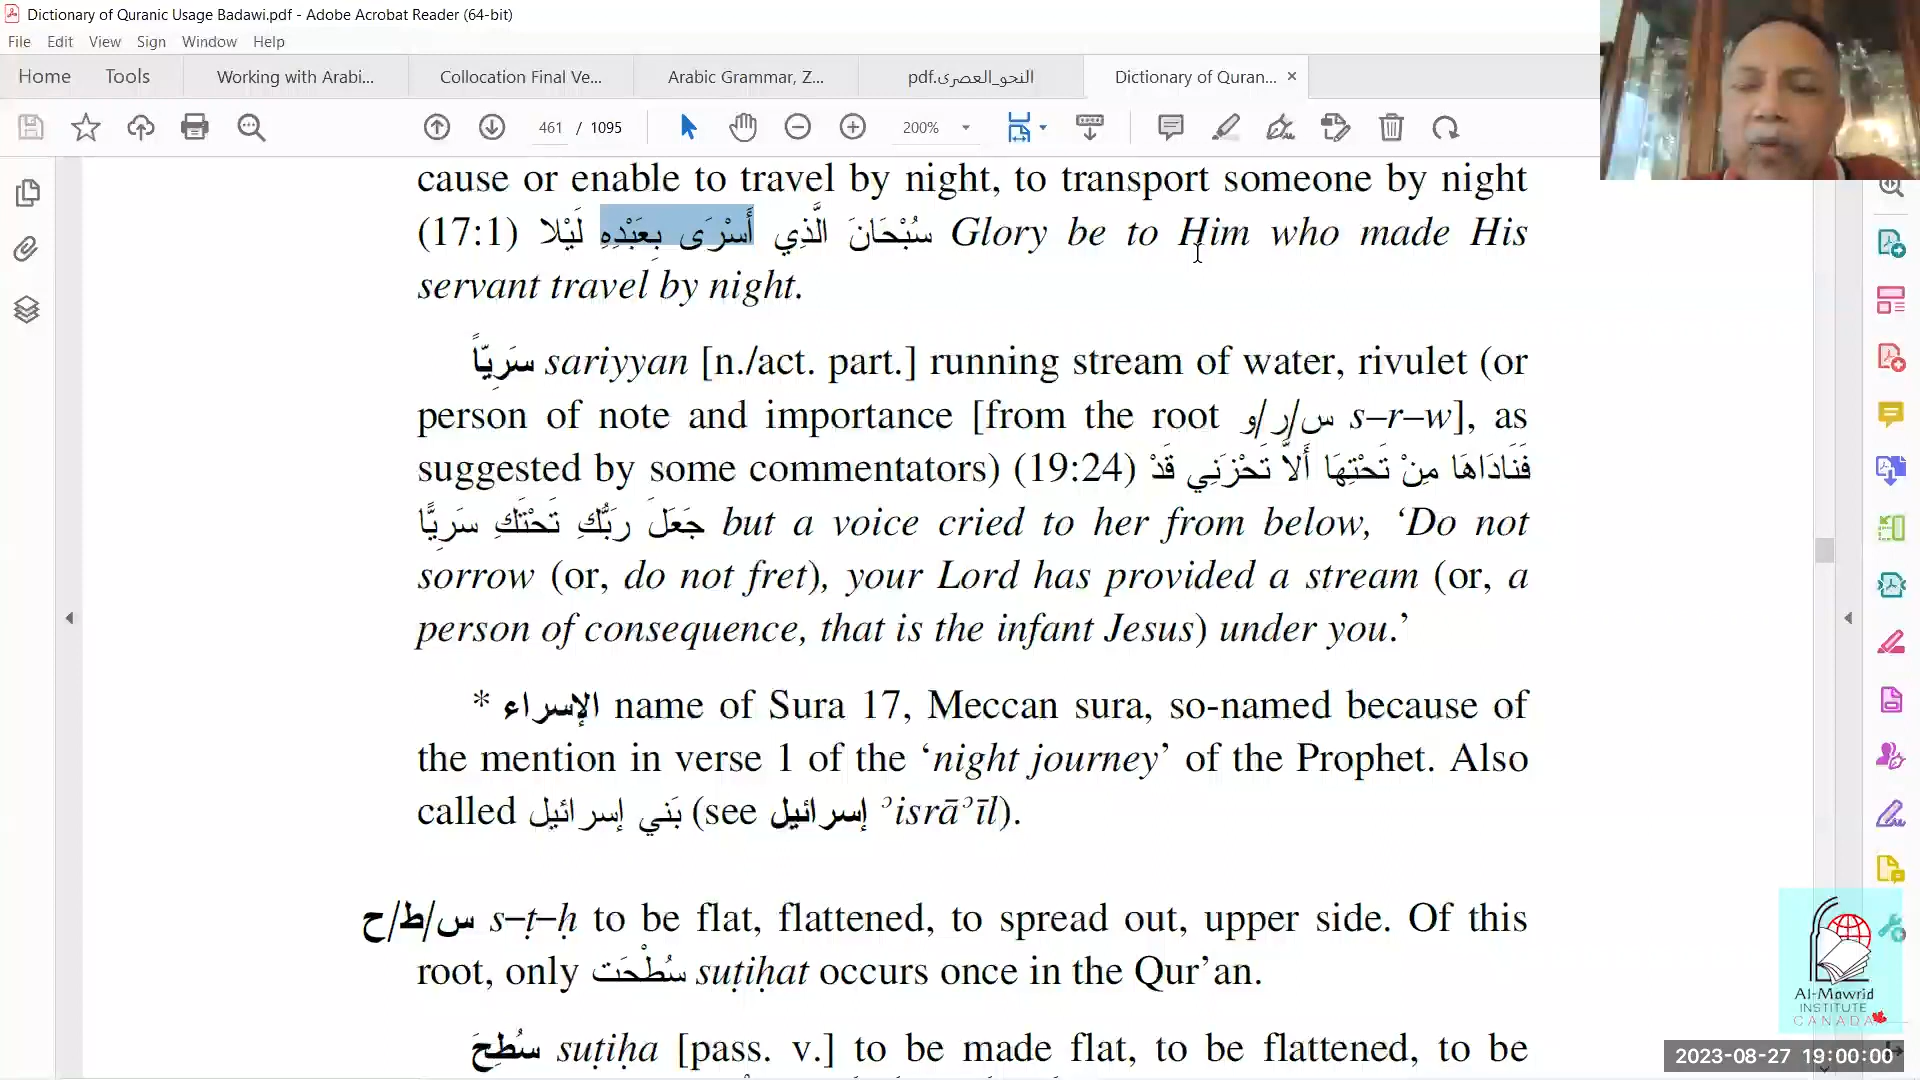 Dictionary of Quranic Usage Badawi.pdf - Adobe Acrobat Reader (64-bit)
File Edit View Sign Window Help
Home Tools Working with Arabi... Collocation Final Ve... Arabic Grammar, Z... النحو_العصرى.pdf Dictionary of Quran... ×
461 / 1095 200%
cause or enable to travel by night, to transport someone by night
(17:1) سُبْحَانَ الَّذِي أَسْرَى بِعَبْدِهِ لَيْلا Glory be to Him who made His
servant travel by night.
سَرِيّاً sariyyan [n./act. part.] running stream of water, rivulet (or
person of note and importance [from the root س/ر/و s–r–w], as
suggested by some commentators) (19:24) فَنَادَاهَا مِنْ تَحْتِهَا أَلاَّ تَحْزَنِي قَدْ
جَعَلَ رَبُّكِ تَحْتَكِ سَرِيًّا but a voice cried to her from below, ‘Do not
sorrow (or, do not fret), your Lord has provided a stream (or, a
person of consequence, that is the infant Jesus) under you.’
* الإسراء name of Sura 17, Meccan sura, so-named because of
the mention in verse 1 of the ‘night journey’ of the Prophet. Also
called بَني إسرائيل (see إسرائيل ʾisrāʾīl).
س/ط/ح s–ṭ–ḥ to be flat, flattened, to spread out, upper side. Of this
root, only سُطْحَت suṭiḥat occurs once in the Qur’an.
سُطِحَ suṭiḥa [pass. v.] to be made flat, to be flattened, to be
Al-Mawrid
INSTITUTE
CANADA
2023-08-27 19:00:00